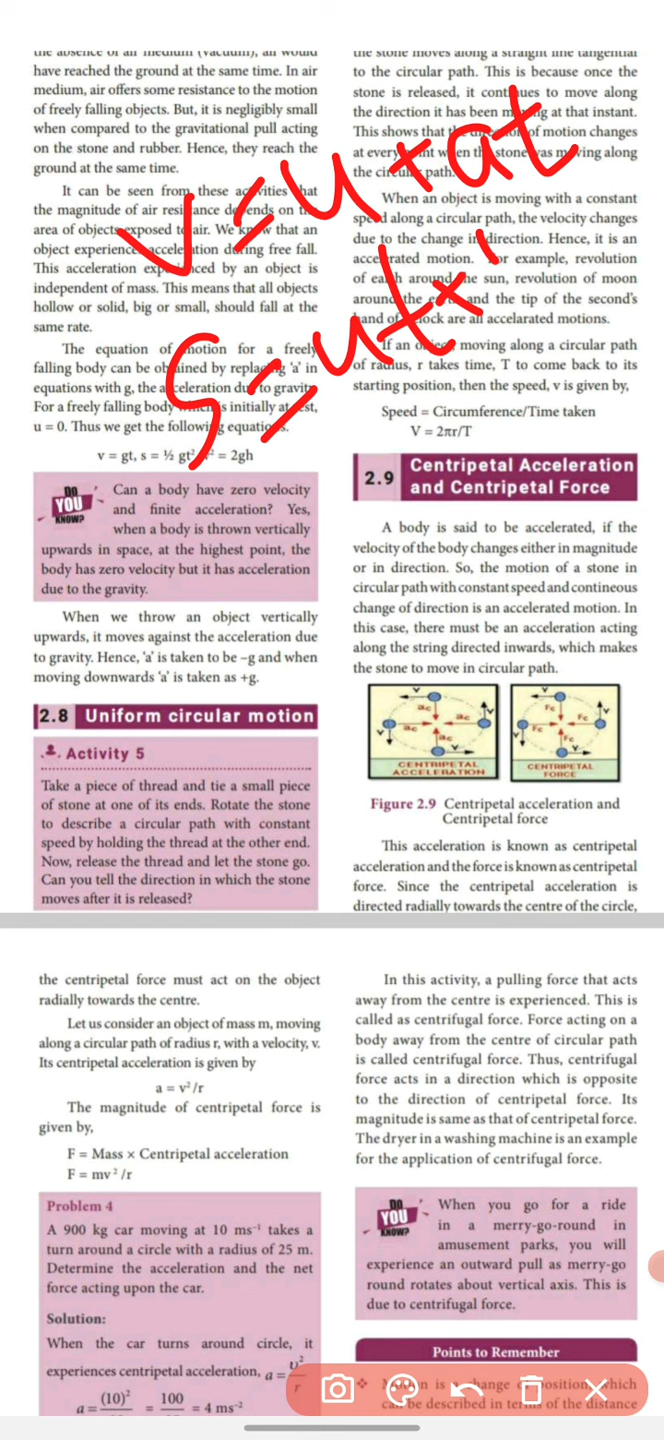 the absence of an medium (vacuum), all would
have reached the ground at the same time. In air
medium, air offers some resistance to the motion
of freely falling objects. But, it is negligibly small
when compared to the gravitational pull acting
on the stone and rubber. Hence, they reach the
ground at the same time.
It can be seen from these activities that
the magnitude of air resistance depends on the
area of objects exposed to air. We know that an
object experiences acceleration during free fall.
This acceleration experienced by an object is
independent of mass. This means that all objects
hollow or solid, big or small, should fall at the
same rate.
The equation of motion for a freely
falling body can be obtained by replacing 'a' in
equations with g, the acceleration due to gravity.
For a freely falling body which is initially at rest,
u = 0. Thus we get the following equations.
v = gt, s = ½ gt², = 2gh
DO YOU KNOW?
Can a body have zero velocity
and finite acceleration? Yes,
when a body is thrown vertically
upwards in space, at the highest point, the
body has zero velocity but it has acceleration
due to the gravity.
When we throw an object vertically
upwards, it moves against the acceleration due
to gravity. Hence, 'a' is taken to be –g and when
moving downwards 'a' is taken as +g.
2.8 Uniform circular motion
Activity 5
Take a piece of thread and tie a small piece
of stone at one of its ends. Rotate the stone
to describe a circular path with constant
speed by holding the thread at the other end.
Now, release the thread and let the stone go.
Can you tell the direction in which the stone
moves after it is released?
the stone moves along a straight line tangential
to the circular path. This is because once the
stone is released, it continues to move along
the direction it has been moving at that instant.
This shows that the direction of motion changes
at every point when the stone was moving along
the circular path.
When an object is moving with a constant
speed along a circular path, the velocity changes
due to the change in direction. Hence, it is an
accelerated motion. For example, revolution
of earth around the sun, revolution of moon
around the earth and the tip of the second's
hand of clock are all accelarated motions.
If an object, moving along a circular path
of radius, r takes time, T to come back to its
starting position, then the speed, v is given by,
Speed = Circumference/Time taken
V = 2πr/T
2.9 Centripetal Acceleration
and Centripetal Force
A body is said to be accelerated, if the
velocity of the body changes either in magnitude
or in direction. So, the motion of a stone in
circular path with constant speed and contineous
change of direction is an accelerated motion. In
this case, there must be an acceleration acting
along the string directed inwards, which makes
the stone to move in circular path.
v v ac ac ac ac v v
CENTRIPETAL
ACCELERATION
v v Fc Fc Fc Fc v v
CENTRIPETAL
FORCE
Figure 2.9 Centripetal acceleration and
Centripetal force
This acceleration is known as centripetal
acceleration and the force is known as centripetal
force. Since the centripetal acceleration is
directed radially towards the centre of the circle,
v=u+at
s=ut+
the centripetal force must act on the object
radially towards the centre.
Let us consider an object of mass m, moving
along a circular path of radius r, with a velocity, v.
Its centripetal acceleration is given by
a = v²/r
The magnitude of centripetal force is
given by,
F = Mass × Centripetal acceleration
F = mv²/r
Problem 4
A 900 kg car moving at 10 ms⁻¹ takes a
turn around a circle with a radius of 25 m.
Determine the acceleration and the net
force acting upon the car.
Solution:
When the car turns around circle, it
experiences centripetal acceleration, a = υ²/r
a = (10)² = 100 = 4 ms⁻²
In this activity, a pulling force that acts
away from the centre is experienced. This is
called as centrifugal force. Force acting on a
body away from the centre of circular path
is called centrifugal force. Thus, centrifugal
force acts in a direction which is opposite
to the direction of centripetal force. Its
magnitude is same as that of centripetal force.
The dryer in a washing machine is an example
for the application of centrifugal force.
DO YOU KNOW?
When you go for a ride
in a merry-go-round in
amusement parks, you will
experience an outward pull as merry-go
round rotates about vertical axis. This is
due to centrifugal force.
Points to Remember
Motion is a change of position which
can be described in terms of the distance